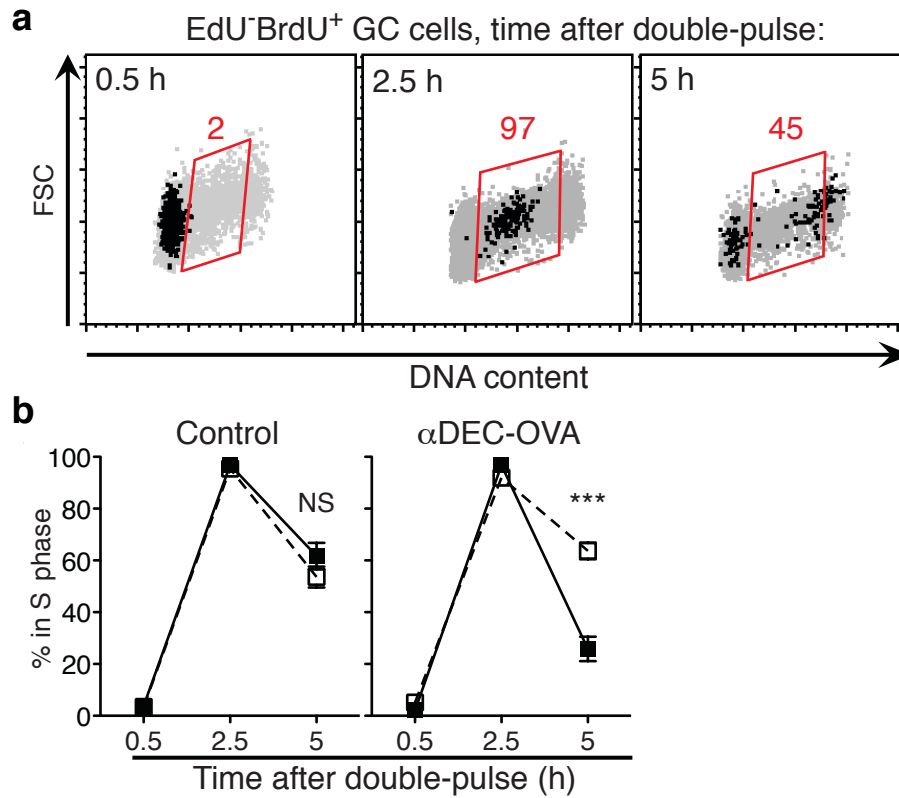 a
EdU⁻BrdU⁺ GC cells, time after double-pulse:
0.5 h
2.5 h
5 h
2
97
45
FSC
DNA content
b
Control
αDEC-OVA
100
80
60
40
20
0
% in S phase
NS
***
0.5 2.5 5
0.5 2.5 5
Time after double-pulse (h)